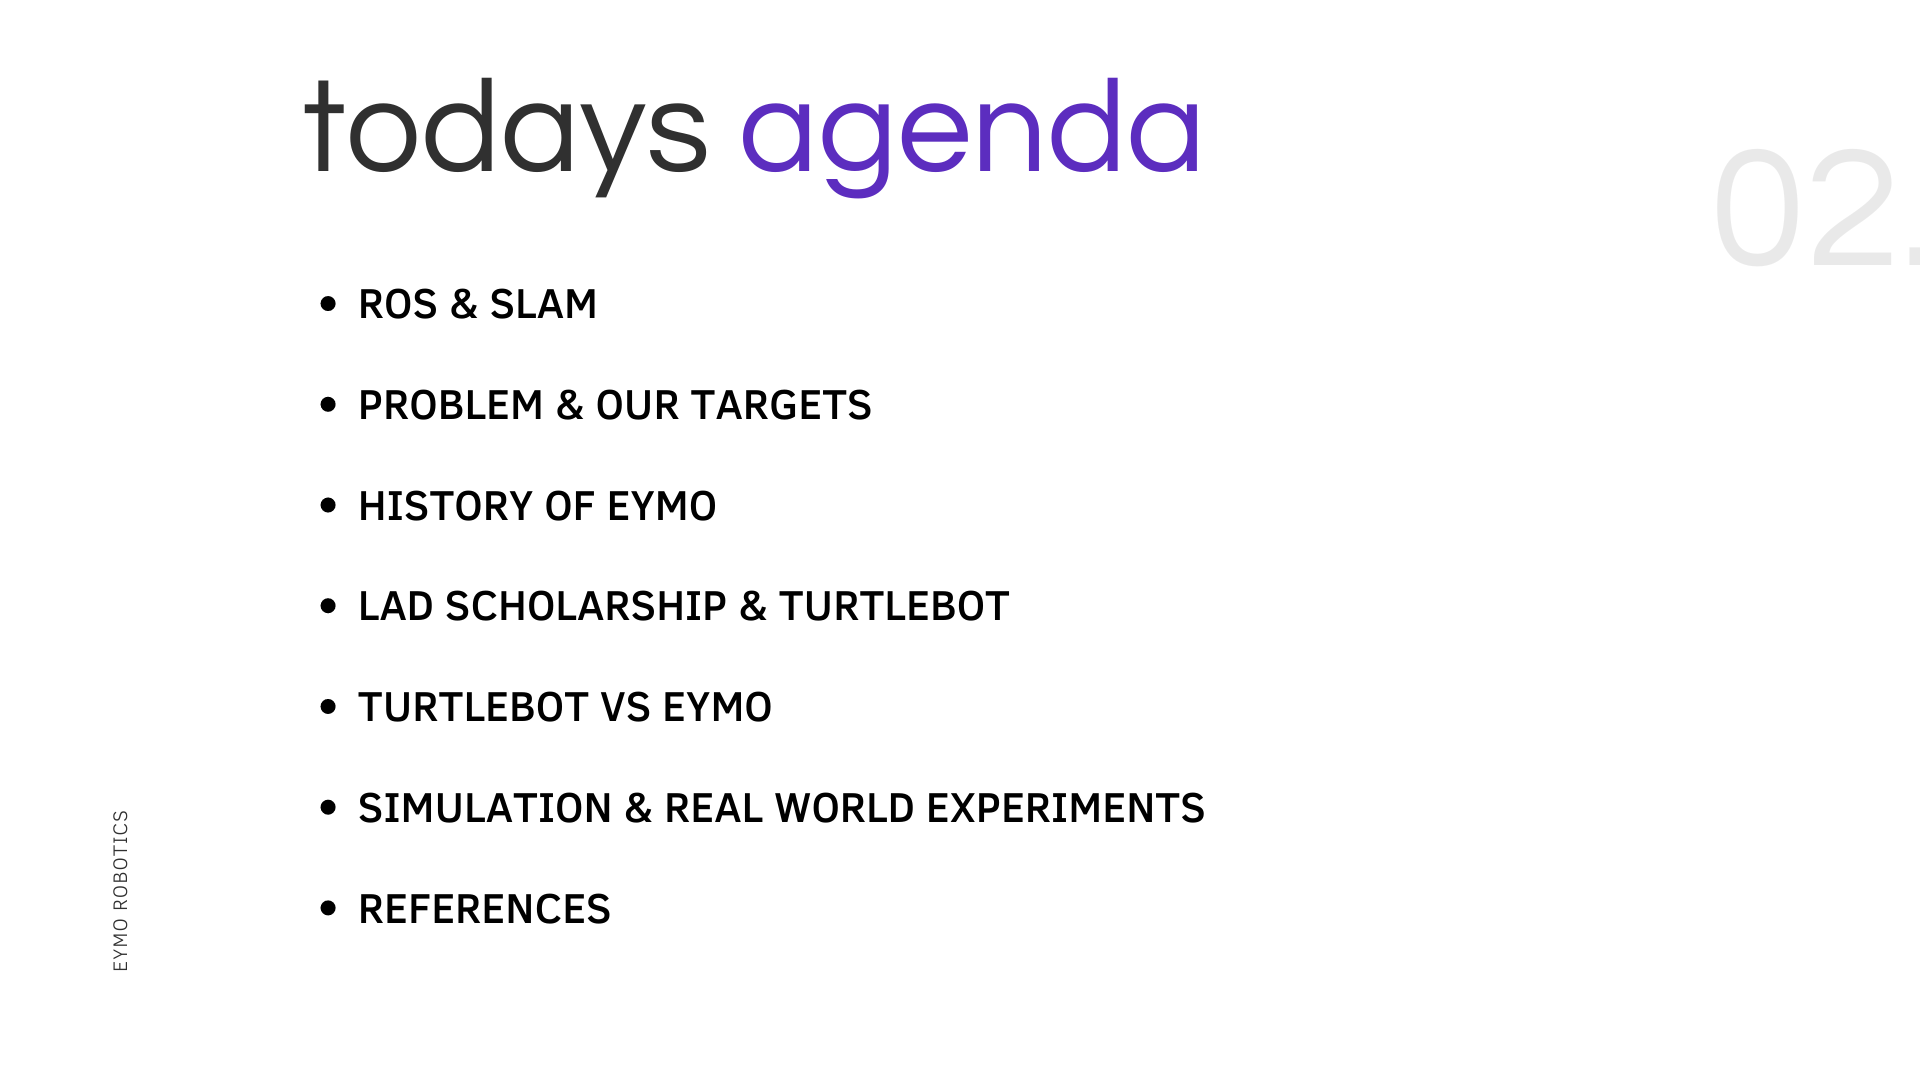 todays agenda
02.
• ROS & SLAM
• PROBLEM & OUR TARGETS
• HISTORY OF EYMO
• LAD SCHOLARSHIP & TURTLEBOT
• TURTLEBOT VS EYMO
• SIMULATION & REAL WORLD EXPERIMENTS
• REFERENCES
EYMO ROBOTICS